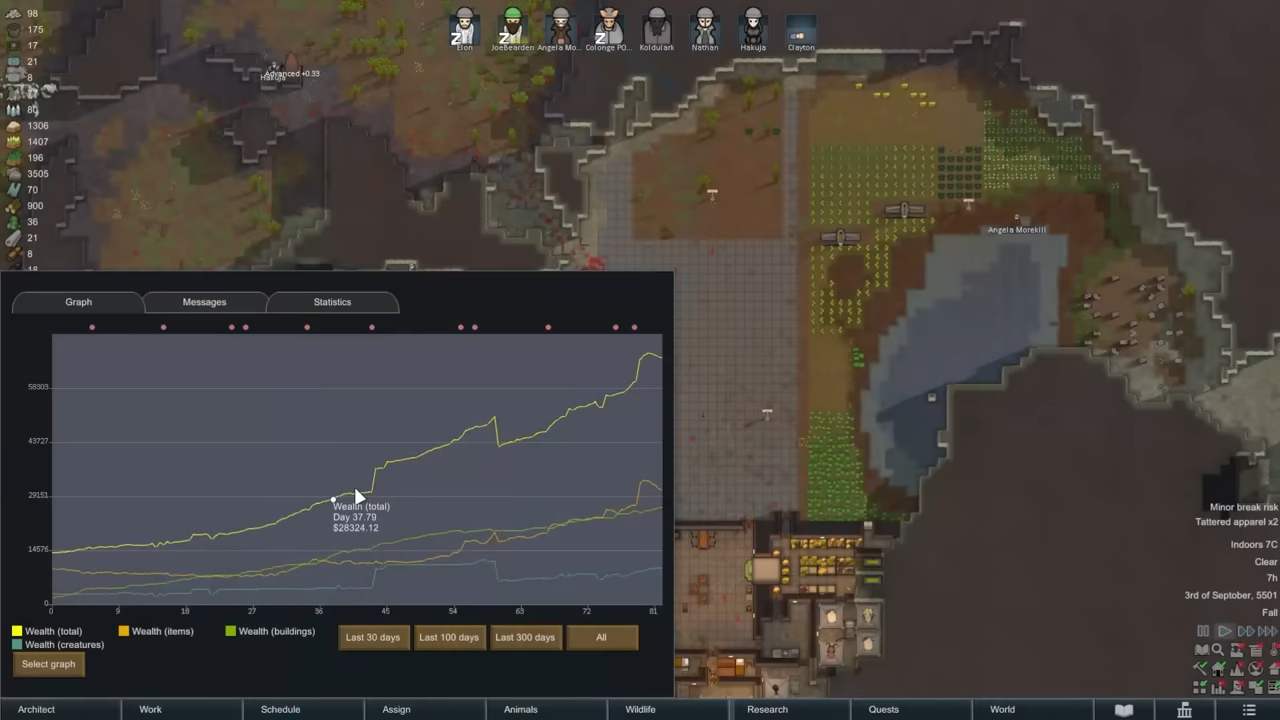 98
175
17
21
8
80
1306
1407
196
3505
70
900
36
21
8
18
Elon
JoeBearden
Angela Mo...
Colonge PO...
Koldulark
Nathan
Hakuja
Clayton
Advanced +0.33
Hakuja
Angela Morekill
Graph
Messages
Statistics
58303
43727
29151
14576
0
Wealth (total)
Day 37.79
$28324.12
0
9
18
27
36
45
54
63
72
81
Wealth (total)
Wealth (items)
Wealth (buildings)
Wealth (creatures)
Last 30 days
Last 100 days
Last 300 days
All
Select graph
Minor break risk
Tattered apparel x2
Indoors 7C
Clear
7h
3rd of Septober, 5501
Fall
Architect
Work
Schedule
Assign
Animals
Wildlife
Research
Quests
World